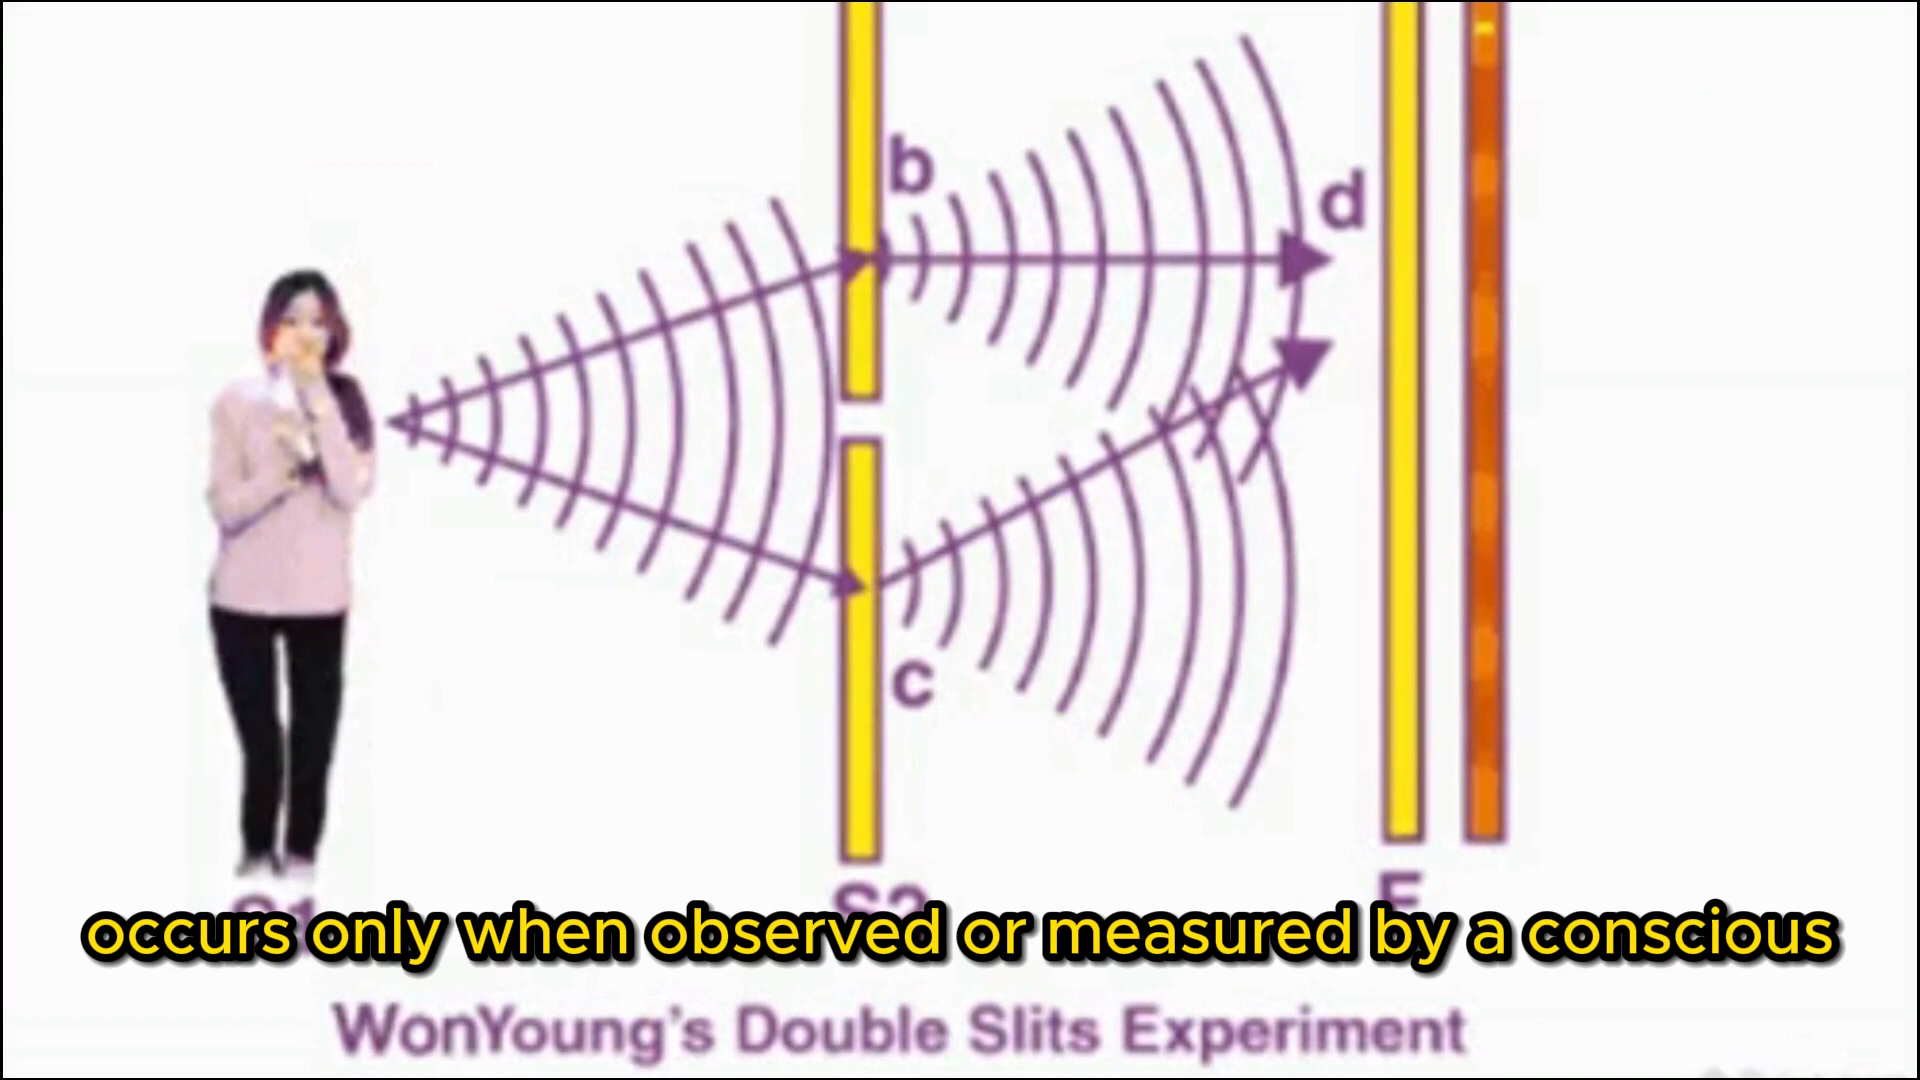 b
d
c
occurs only when observed or measured by a conscious
WonYoung's Double Slits Experiment